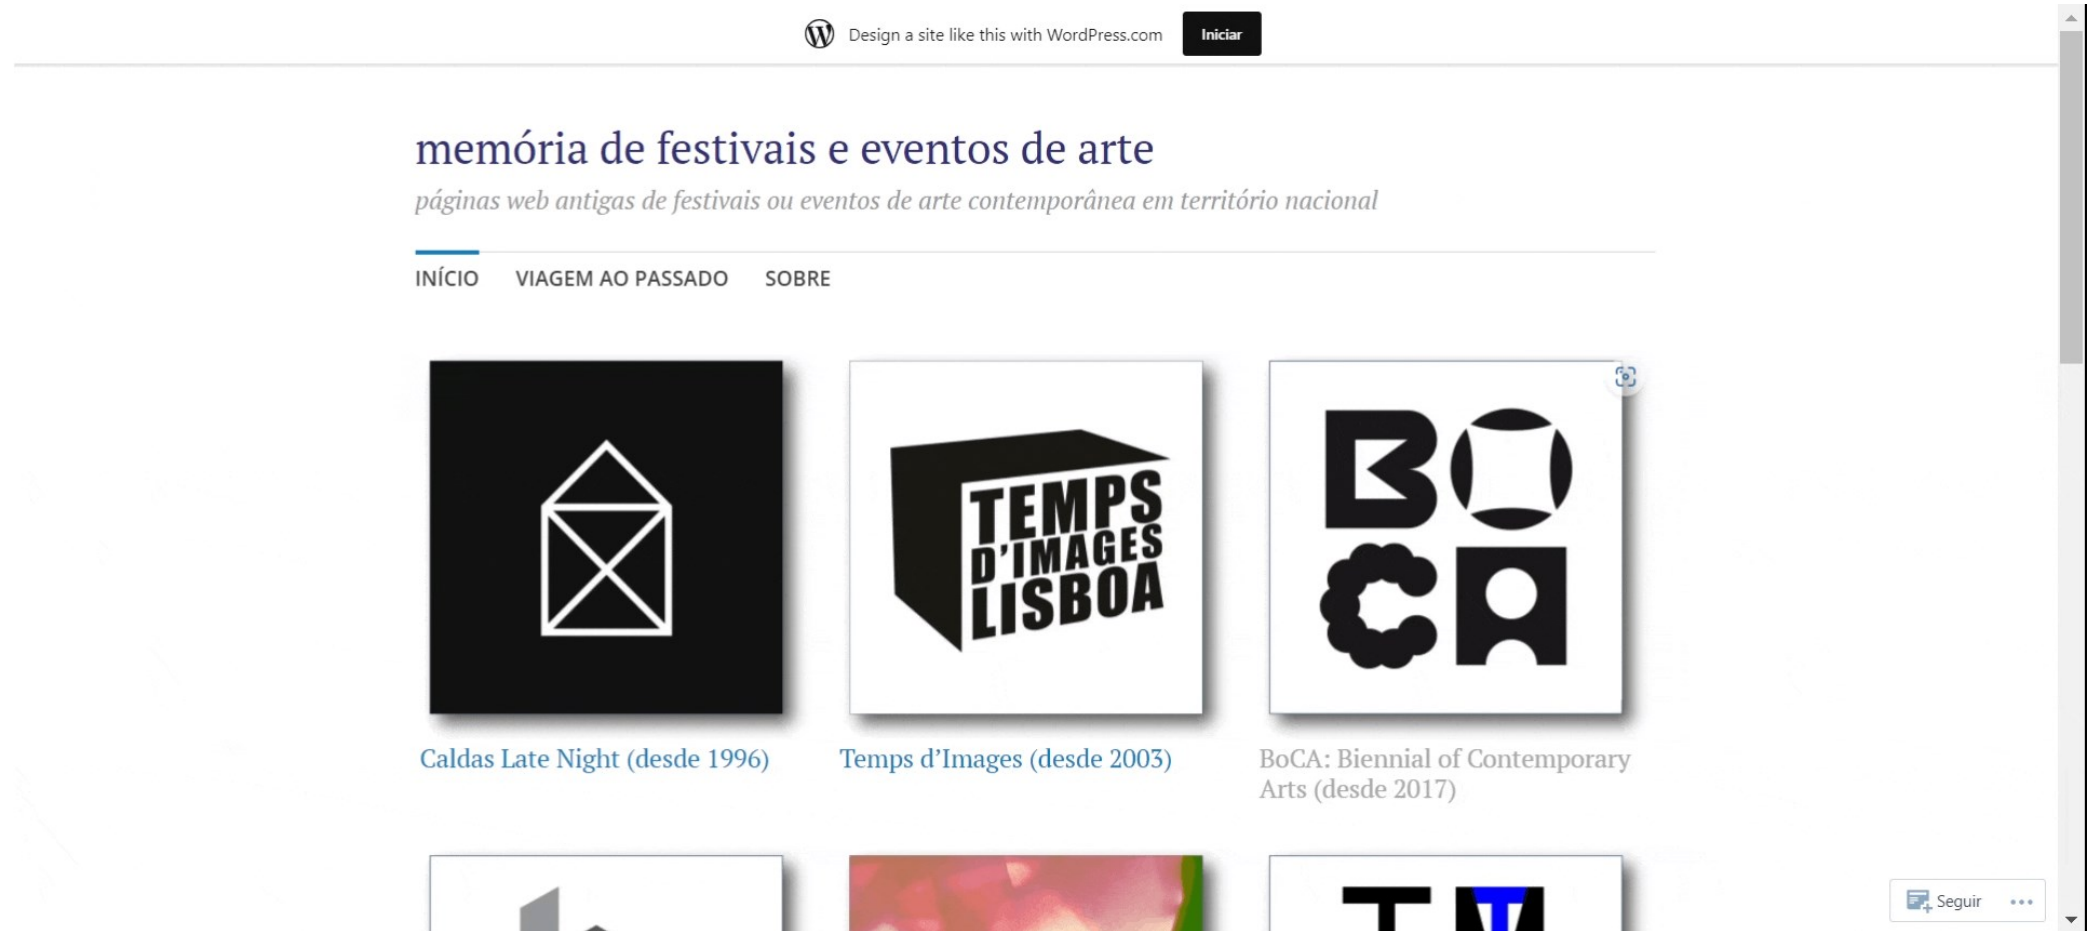 Design a site like this with WordPress.com Iniciar
memória de festivais e eventos de arte
páginas web antigas de festivais ou eventos de arte contemporânea em território nacional
INÍCIO VIAGEM AO PASSADO SOBRE
TEMPS
D'IMAGES
LISBOA
BO
CA
Caldas Late Night (desde 1996)
Temps d’Images (desde 2003)
BoCA: Biennial of Contemporary
Arts (desde 2017)
Seguir